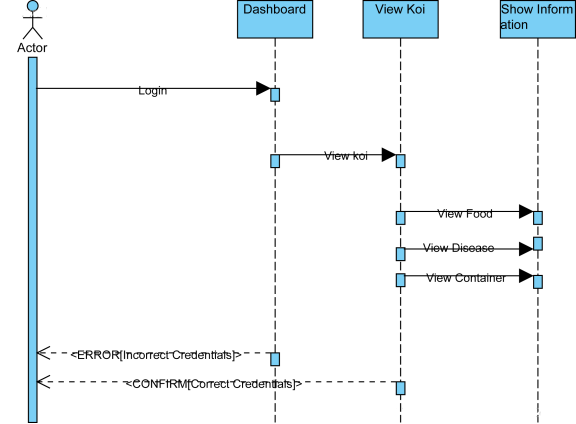 Actor
Dashboard
View Koi
Show Inform
ation
Login
View koi
View Food
View Disease
View Container
<ERROR[Incorrect Credentials]>
<CONFIRM[Correct Credentials]>